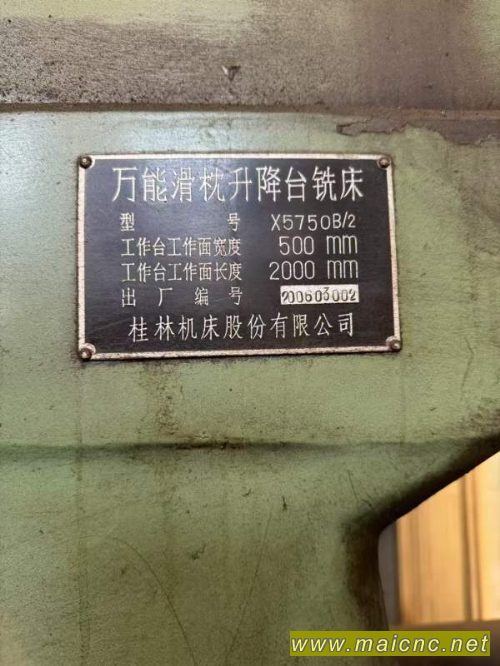 万能滑枕升降台铣床
型 号 X5750B/2
工作台工作面宽度 500 mm
工作台工作面长度 2000 mm
出厂编号 200603002
桂林机床股份有限公司
www.maicnc.net